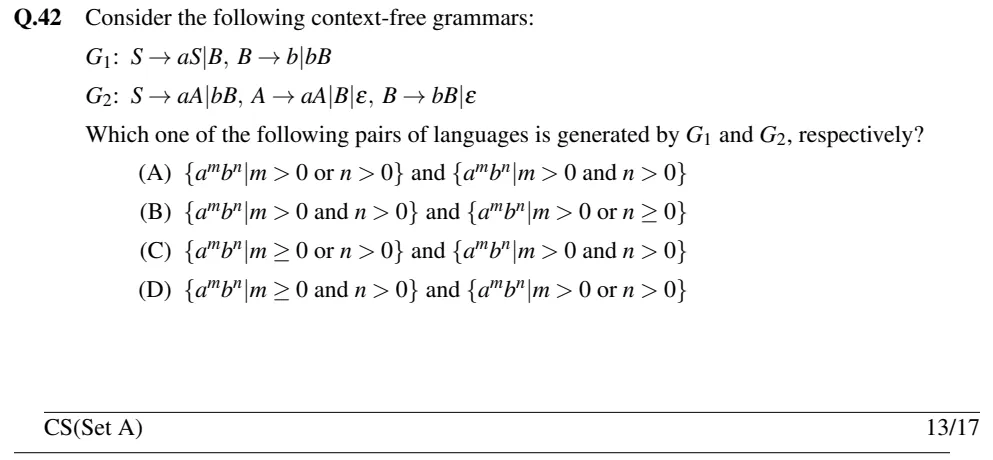 Q.42 Consider the following context-free grammars:
G₁: S → aS|B, B → b|bB
G₂: S → aA|bB, A → aA|B|ε, B → bB|ε
Which one of the following pairs of languages is generated by G₁ and G₂, respectively?
(A) {aᵐbⁿ|m > 0 or n > 0} and {aᵐbⁿ|m > 0 and n > 0}
(B) {aᵐbⁿ|m > 0 and n > 0} and {aᵐbⁿ|m > 0 or n ≥ 0}
(C) {aᵐbⁿ|m ≥ 0 or n > 0} and {aᵐbⁿ|m > 0 and n > 0}
(D) {aᵐbⁿ|m ≥ 0 and n > 0} and {aᵐbⁿ|m > 0 or n > 0}
CS(Set A) 13/17